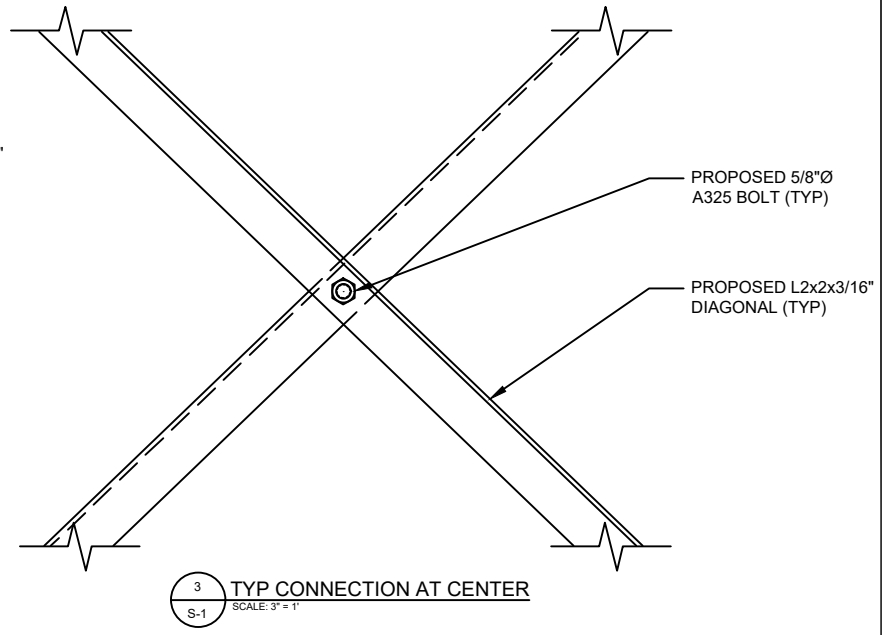 "
PROPOSED 5/8"Ø
A325 BOLT (TYP)
PROPOSED L2x2x3/16"
DIAGONAL (TYP)
3
S-1
TYP CONNECTION AT CENTER
SCALE: 3" = 1'